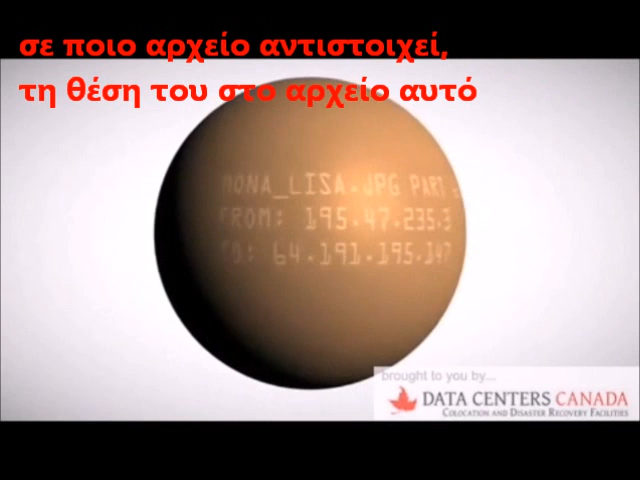 σε ποιο αρχείο αντιστοιχεί,
τη θέση του στο αρχείο αυτό
MONA_LISA.JPG PART
FROM: 195.47.235.3
TO: 64.191.195.147
brought to you by...
DATA CENTERS CANADA
COLOCATION AND DISASTER RECOVERY FACILITIES